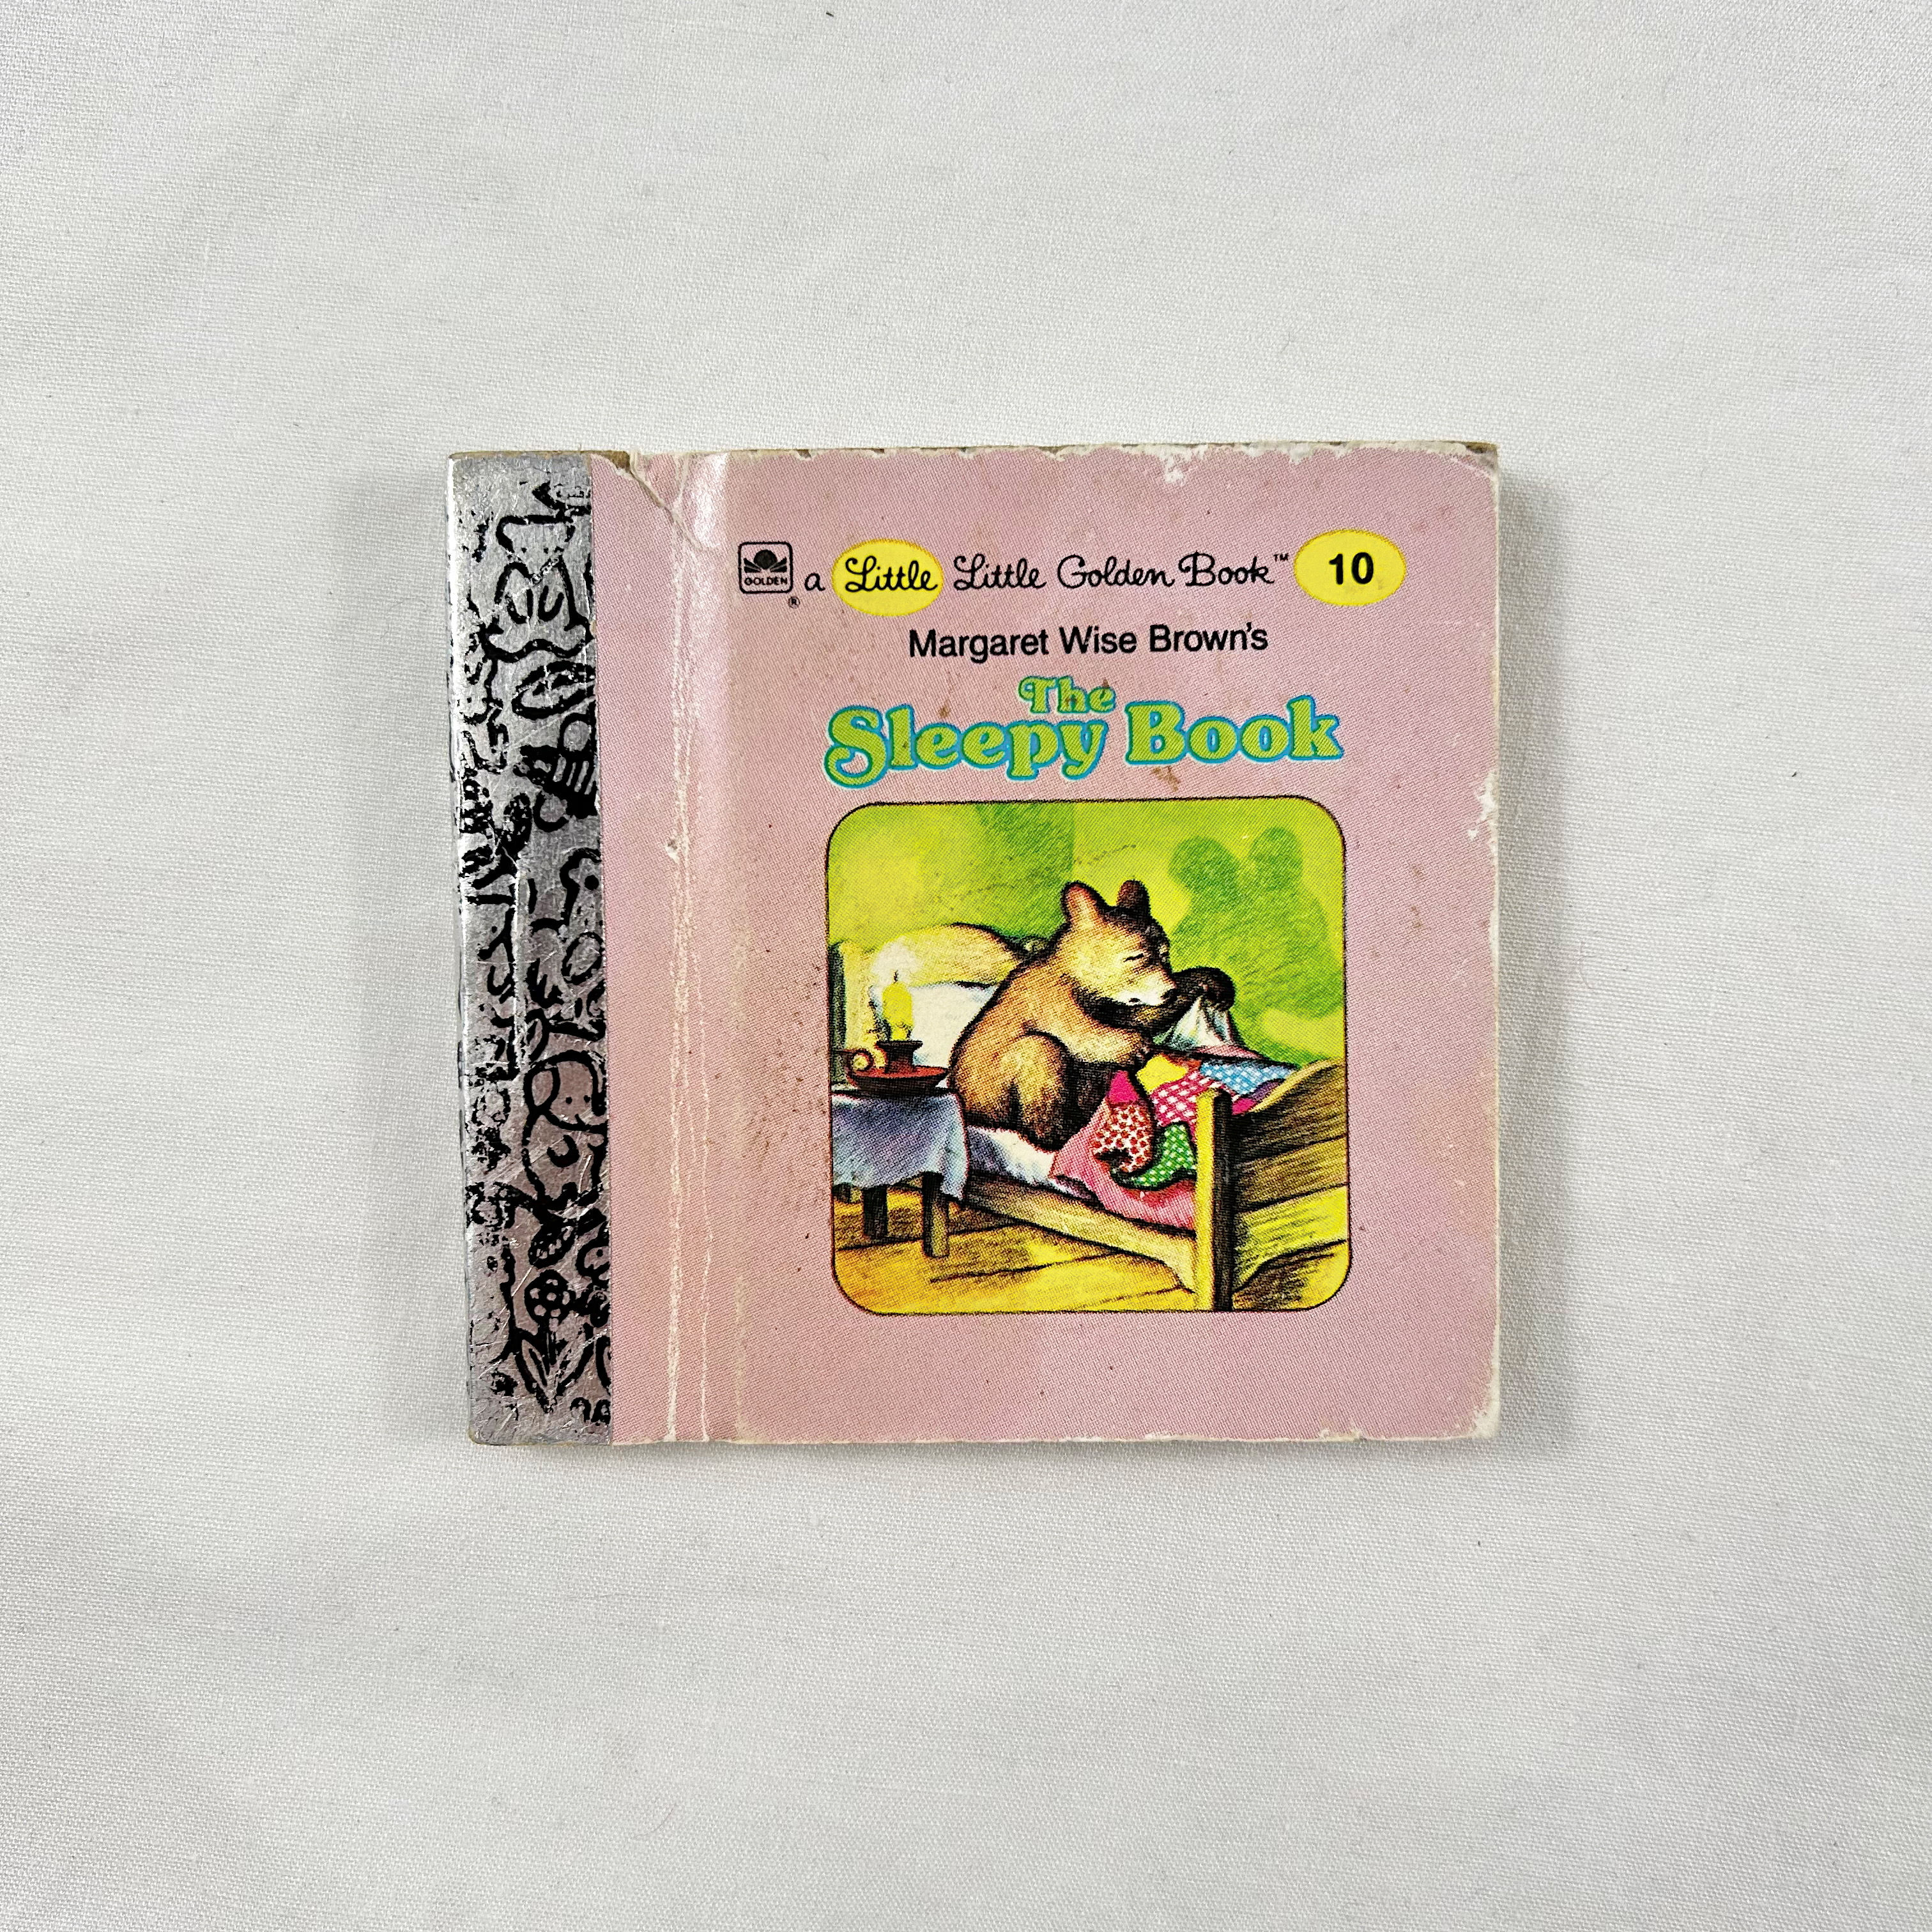 GOLDEN ® a Little Little Golden Book™ 10
Margaret Wise Brown's
The
Sleepy Book